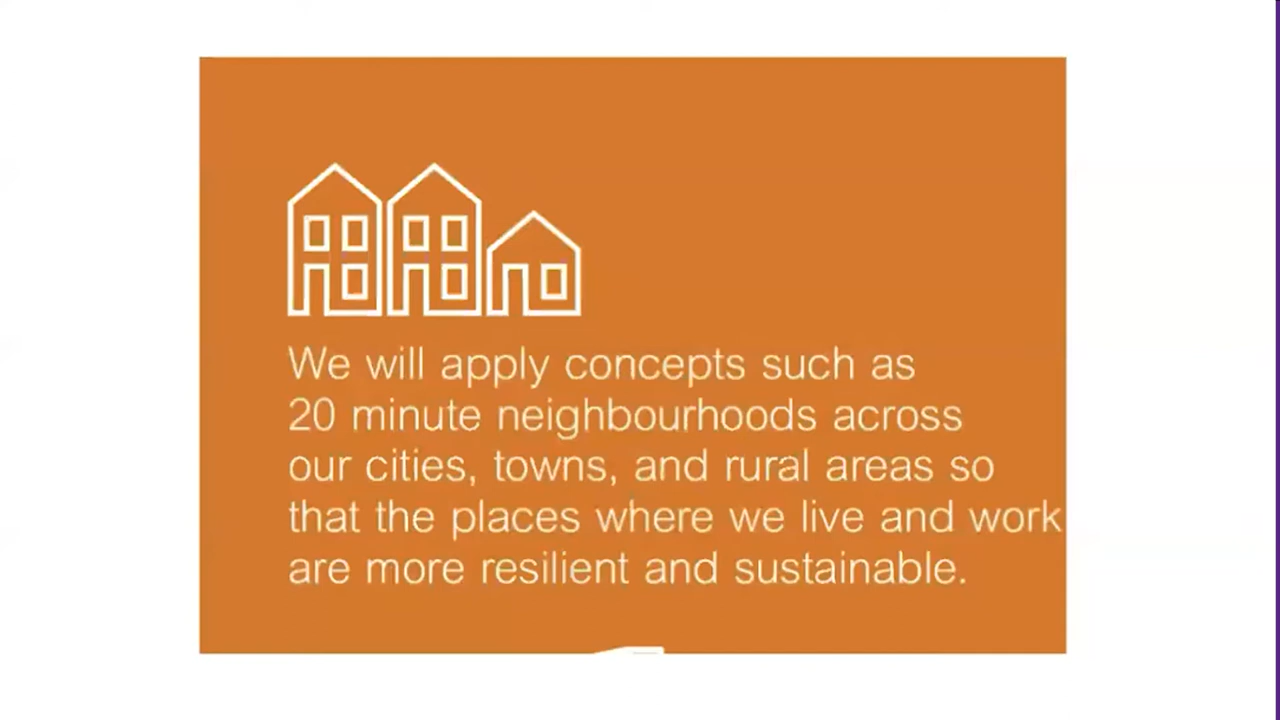 We will apply concepts such as
20 minute neighbourhoods across
our cities, towns, and rural areas so
that the places where we live and work
are more resilient and sustainable.